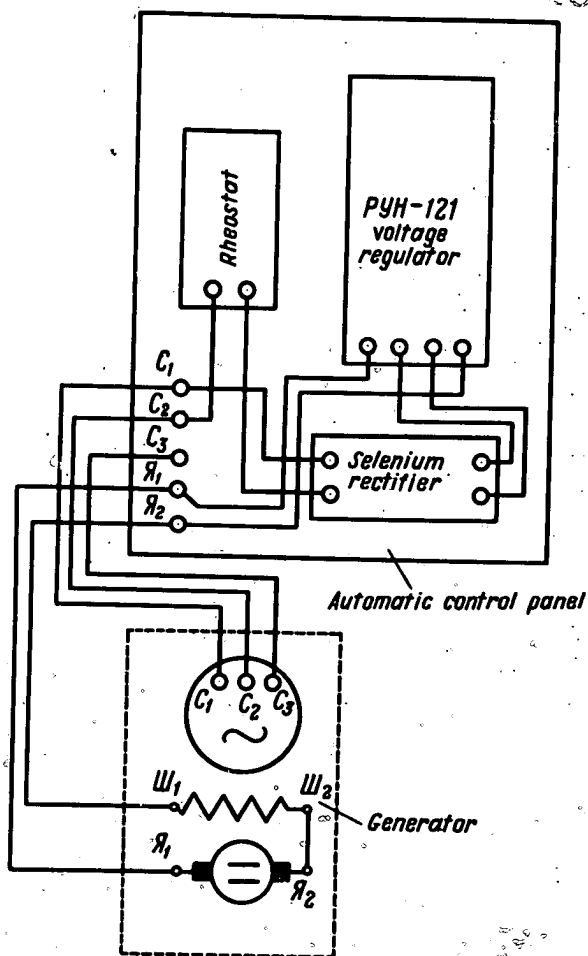 Rheostat
РУН-121
voltage
regulator
C₁
C₂
C₃
Я₁
Я₂
Selenium
rectifier
Automatic control panel
C₁ C₂ C₃
Ш₁ Ш₂
Generator
Я₁ Я₂